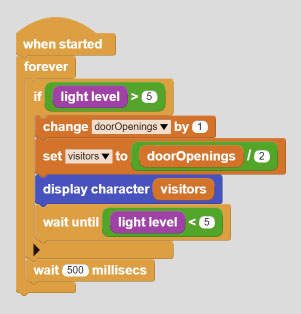 when started
forever
if light level > 5
change doorOpenings ▼ by 1
set visitors ▼ to doorOpenings / 2
display character visitors
wait until light level < 5
wait 500 millisecs